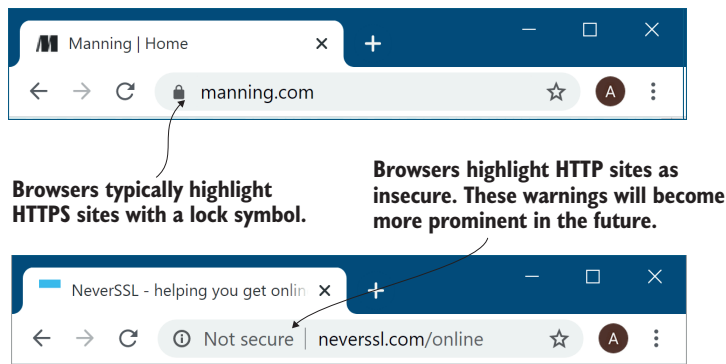 Manning | Home
manning.com
A
Browsers typically highlight
HTTPS sites with a lock symbol.
Browsers highlight HTTP sites as
insecure. These warnings will become
more prominent in the future.
NeverSSL - helping you get onlin
Not secure | neverssl.com/online
A